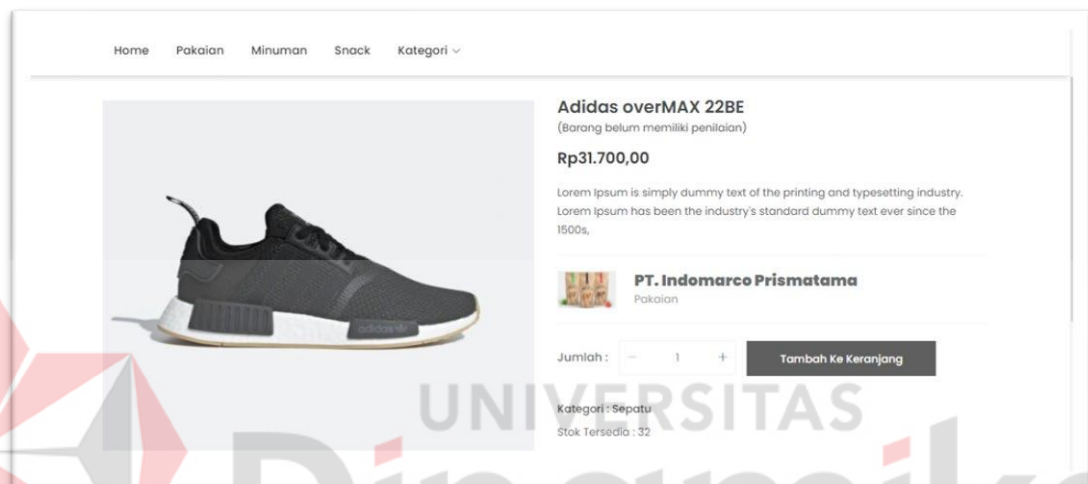 Home Pakaian Minuman Snack Kategori
Adidas overMAX 22BE
(Barang belum memiliki penilaian)
Rp31.700,00
Lorem Ipsum is simply dummy text of the printing and typesetting industry.
Lorem Ipsum has been the industry's standard dummy text ever since the
1500s,
adidas
PT. Indomarco Prismatama
Pakaian
Jumlah : − 1 + Tambah Ke Keranjang
UNIVERSITAS
Kategori : Sepatu
Stok Tersedia : 32
Dinamika